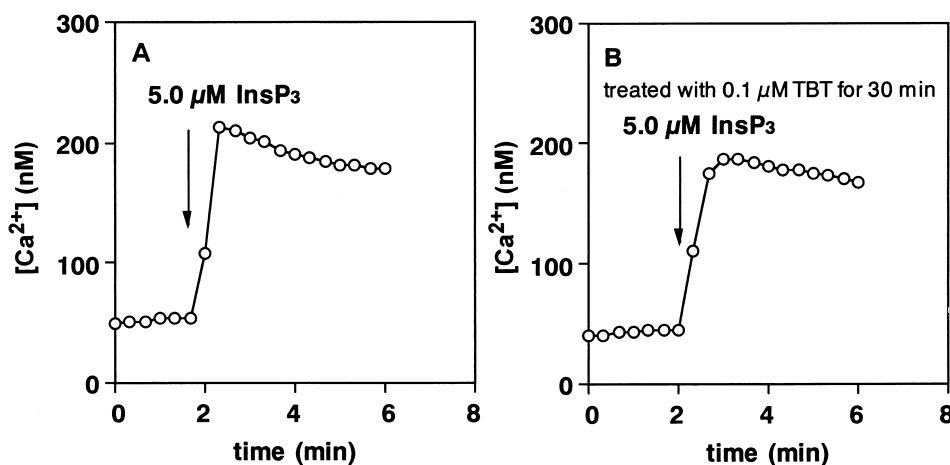 A
5.0 µM InsP3
[Ca2+] (nM)
300
200
100
0
0 2 4 6 8
time (min)
B
treated with 0.1 µM TBT for 30 min
5.0 µM InsP3
[Ca2+] (nM)
300
200
100
0
0 2 4 6 8
time (min)